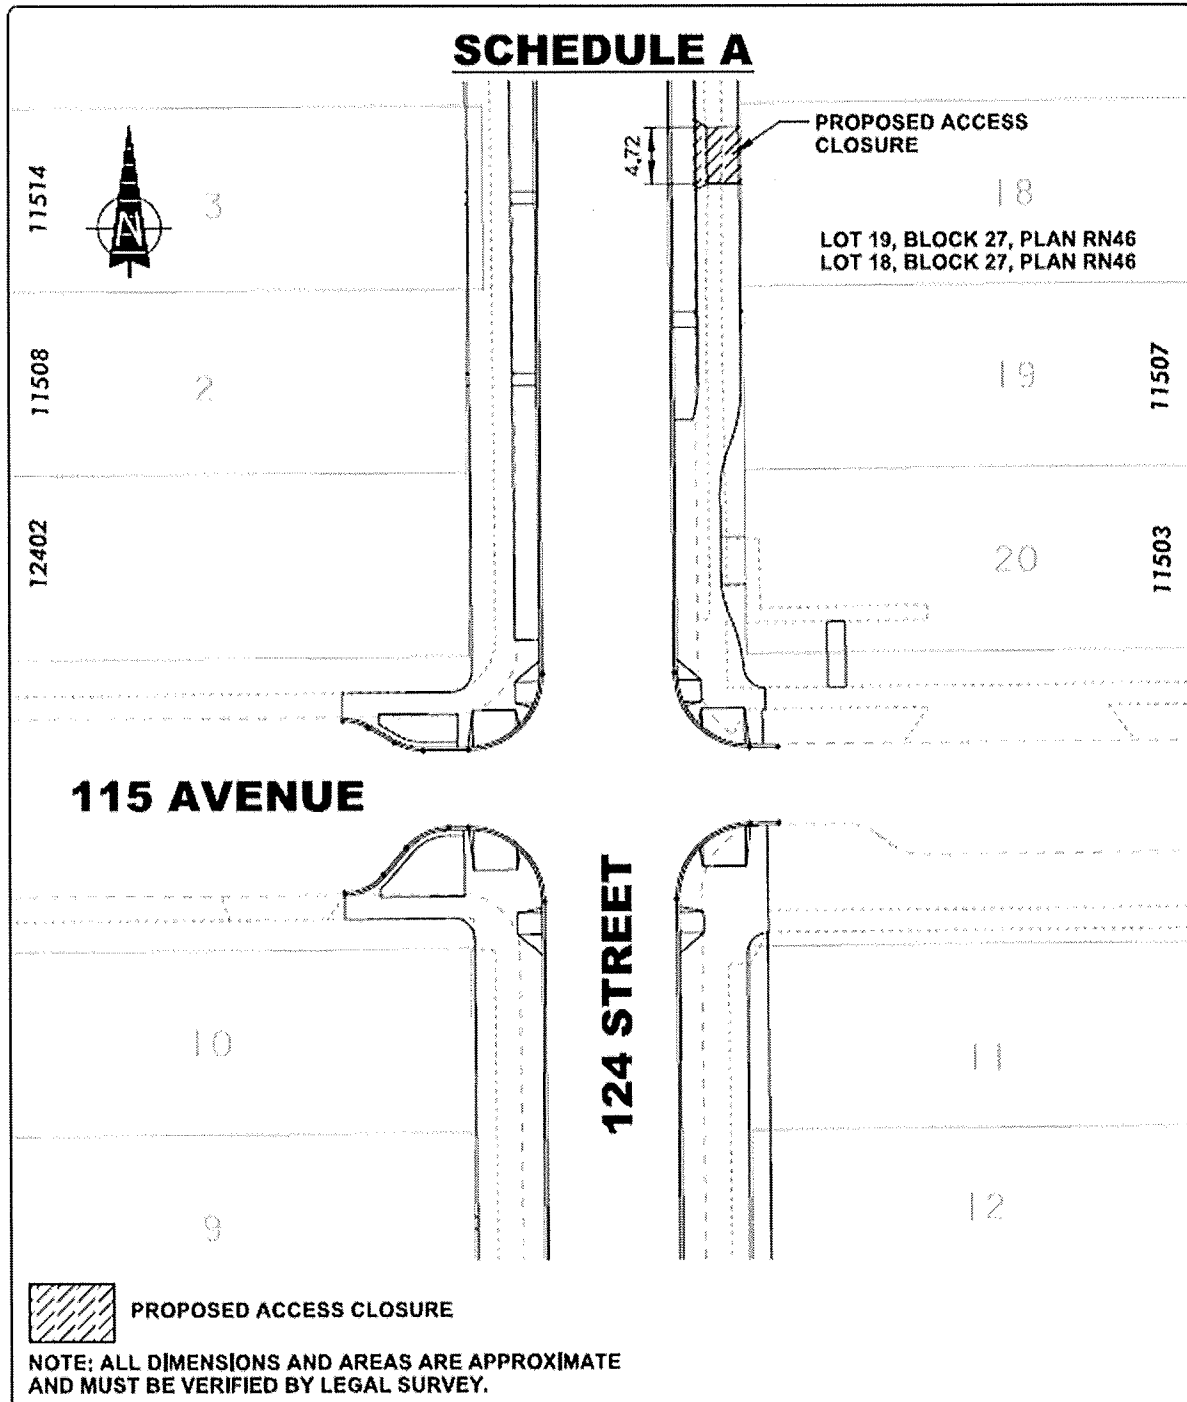 SCHEDULE A
PROPOSED ACCESS
CLOSURE
4.72
11514
3
N
18
LOT 19, BLOCK 27, PLAN RN46
LOT 18, BLOCK 27, PLAN RN46
11508
2
19
11507
12402
20
11503
115 AVENUE
124 STREET
10
11
9
12
PROPOSED ACCESS CLOSURE
NOTE: ALL DIMENSIONS AND AREAS ARE APPROXIMATE
AND MUST BE VERIFIED BY LEGAL SURVEY.